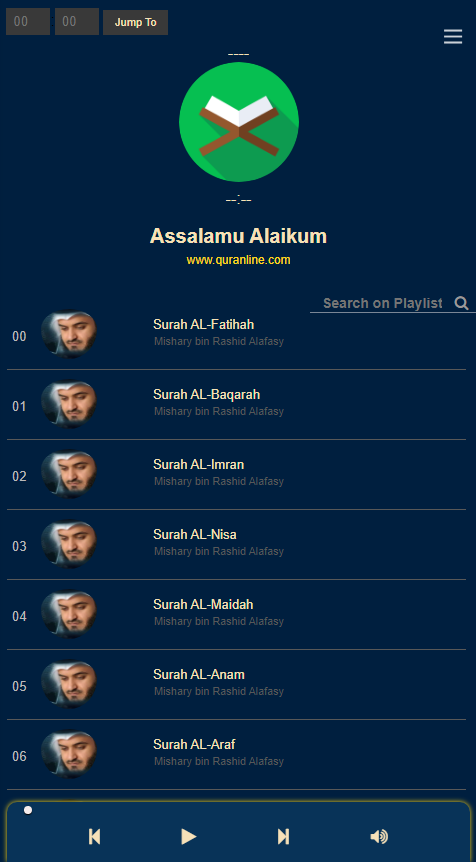 00 00 Jump To
----
--:--
Assalamu Alaikum
www.quranline.com
Search on Playlist
00 Surah AL-Fatihah
Mishary bin Rashid Alafasy
01 Surah AL-Baqarah
Mishary bin Rashid Alafasy
02 Surah AL-Imran
Mishary bin Rashid Alafasy
03 Surah AL-Nisa
Mishary bin Rashid Alafasy
04 Surah AL-Maidah
Mishary bin Rashid Alafasy
05 Surah AL-Anam
Mishary bin Rashid Alafasy
06 Surah AL-Araf
Mishary bin Rashid Alafasy